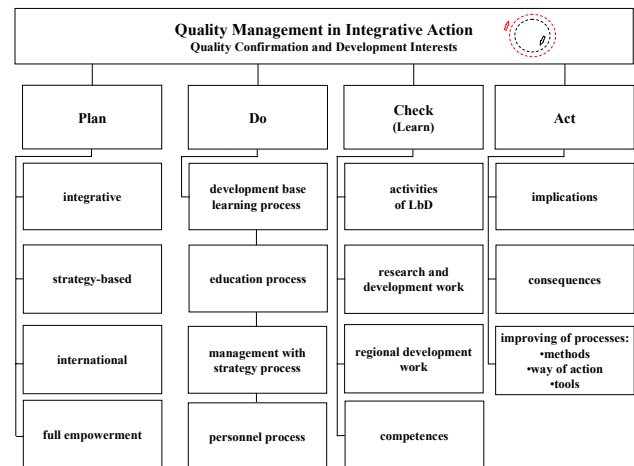 Quality Management in Integrative Action
Quality Confirmation and Development Interests
Plan
integrative
strategy-based
international
full empowerment
Do
development base
learning process
education process
management with
strategy process
personnel process
Check
(Learn)
activities
of LbD
research and
development work
regional development
work
competences
Act
implications
consequences
improving of processes:
•methods
•way of action
•tools